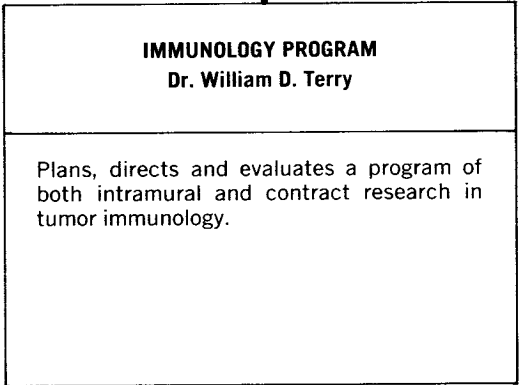 IMMUNOLOGY PROGRAM
Dr. William D. Terry
Plans, directs and evaluates a program of
both intramural and contract research in
tumor immunology.